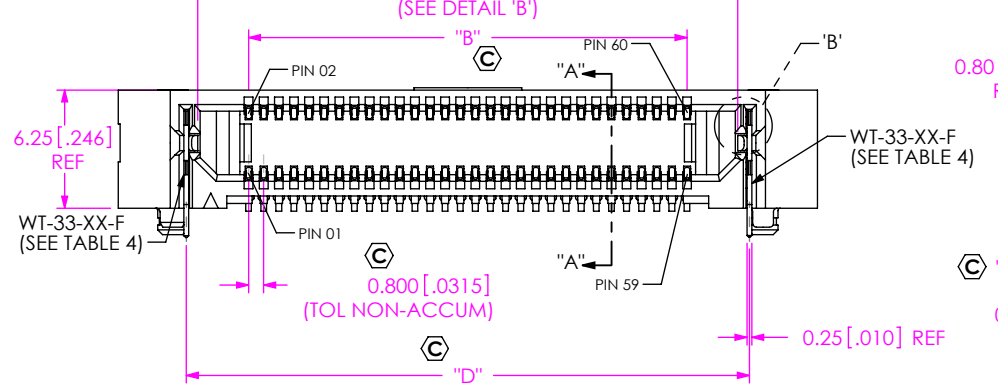 (SEE DETAIL 'B')
"B"
C
PIN 60
'B'
PIN 02
"A"
0.80
6.25 [.246]
REF
WT-33-XX-F
(SEE TABLE 4)
WT-33-XX-F
(SEE TABLE 4)
PIN 01
C
"A"
PIN 59
C
0.800 [.0315]
(TOL NON-ACCUM)
C
0.25 [.010] REF
"D"